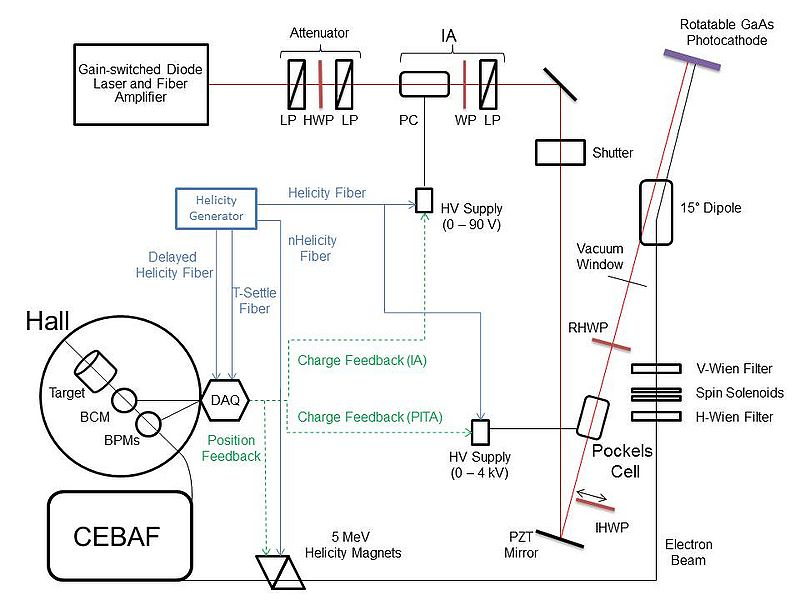 Rotatable GaAs
Photocathode
Attenuator
IA
Gain-switched Diode
Laser and Fiber
Amplifier
LP HWP LP
PC
WP LP
Shutter
Helicity
Generator
Helicity Fiber
HV Supply
(0 – 90 V)
15° Dipole
nHelicity
Fiber
Delayed
Helicity Fiber
T-Settle
Fiber
Vacuum
Window
Hall
RHWP
Charge Feedback (IA)
V-Wien Filter
Target
Spin Solenoids
DAQ
BCM
Charge Feedback (PITA)
H-Wien Filter
BPMs
Position
Feedback
HV Supply
(0 – 4 kV)
Pockels
Cell
CEBAF
5 MeV
Helicity Magnets
PZT
Mirror
IHWP
Electron
Beam